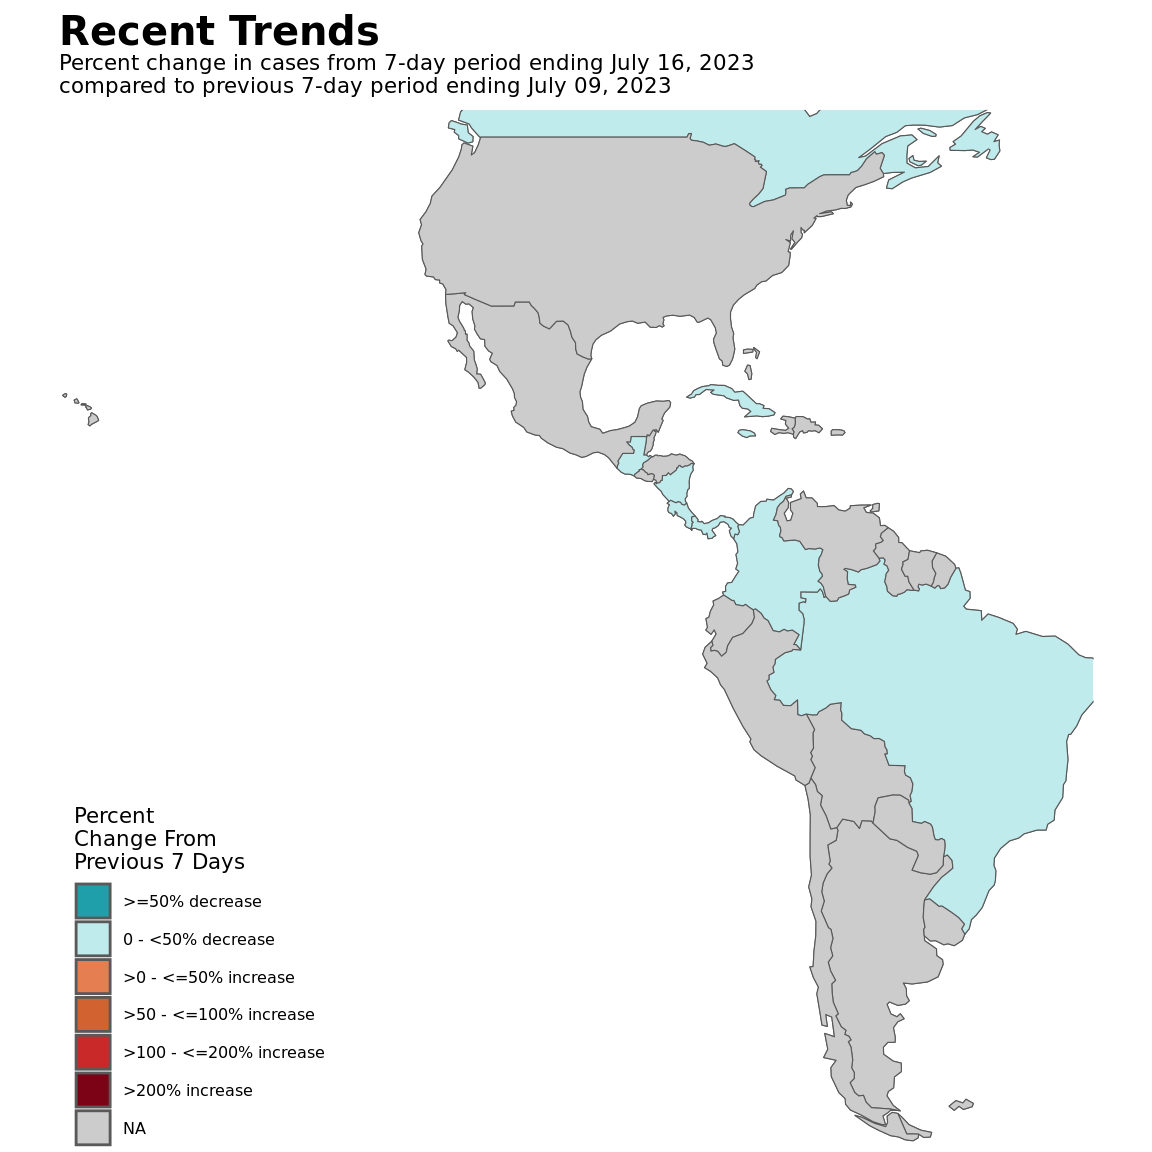 Recent Trends
Percent change in cases from 7-day period ending July 16, 2023
compared to previous 7-day period ending July 09, 2023
Percent
Change From
Previous 7 Days
>=50% decrease
0 - <50% decrease
>0 - <=50% increase
>50 - <=100% increase
>100 - <=200% increase
>200% increase
NA